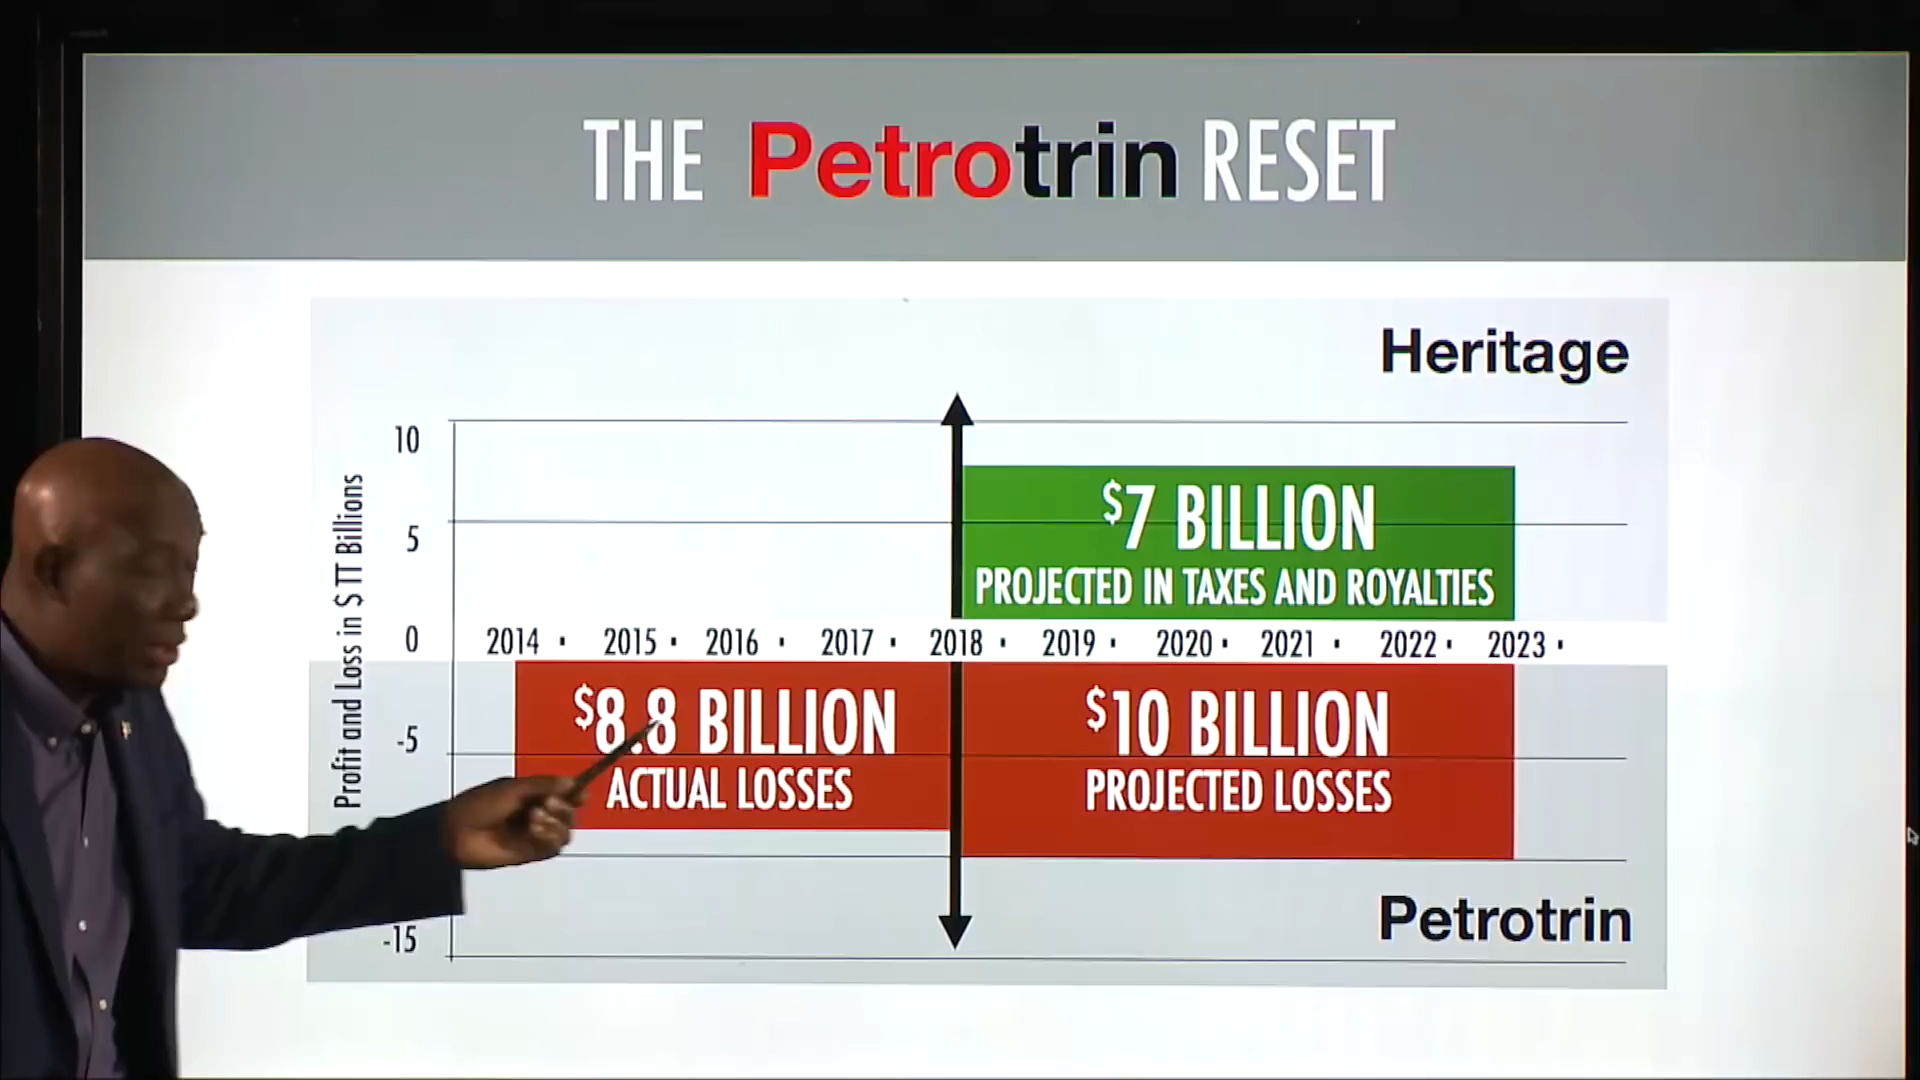 THE Petrotrin RESET
Heritage
10
5
0
-5
-15
Profit and Loss in $ TT Billions
$7 BILLION
PROJECTED IN TAXES AND ROYALTIES
2014 · 2015 · 2016 · 2017 · 2018 · 2019 · 2020 · 2021 · 2022 · 2023 ·
$8.8 BILLION
ACTUAL LOSSES
$10 BILLION
PROJECTED LOSSES
Petrotrin